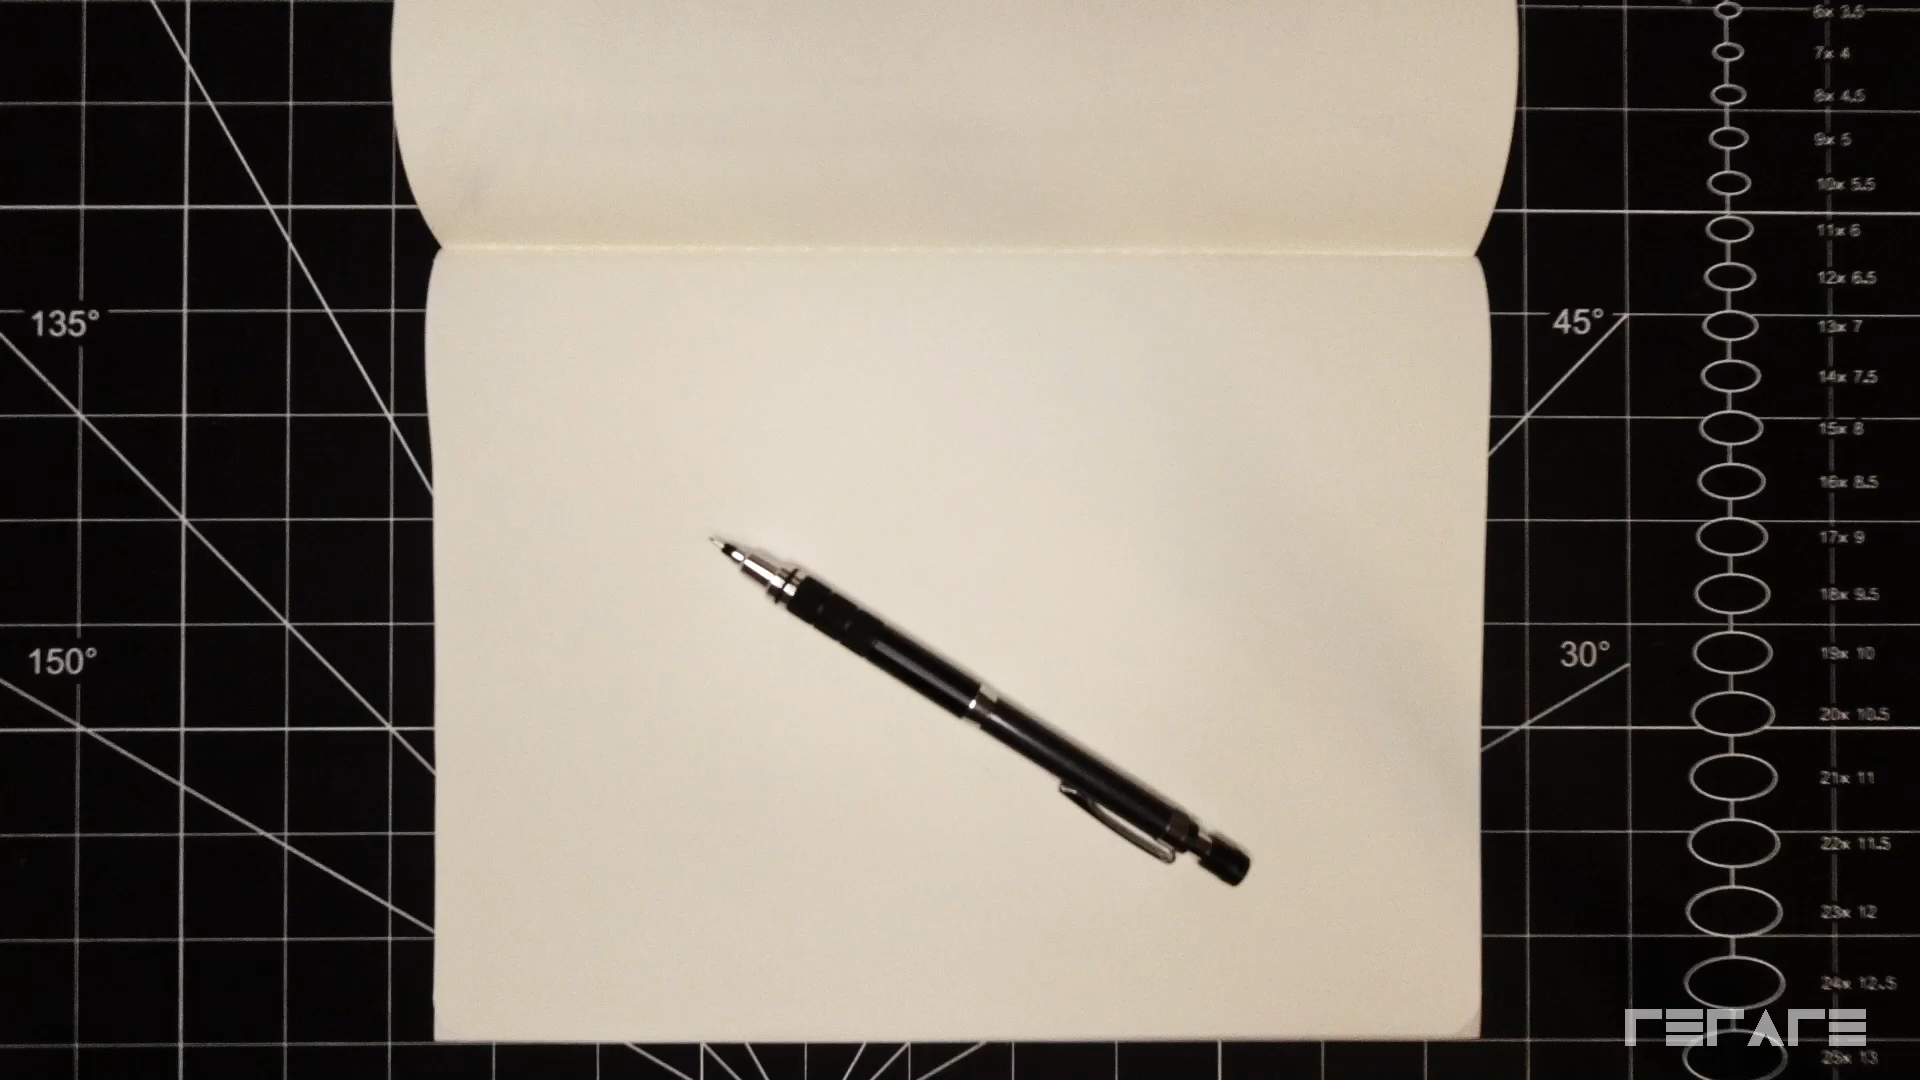 6x 3.5
7x 4
8x 4.5
9x 5
10x 5.5
11x 6
12x 6.5
135°
45°
13x 7
14x 7.5
15x 8
16x 8.5
17x 9
18x 9.5
150°
30°
19x 10
20x 10.5
21x 11
22x 11.5
23x 12
24x 12.5
25x 13